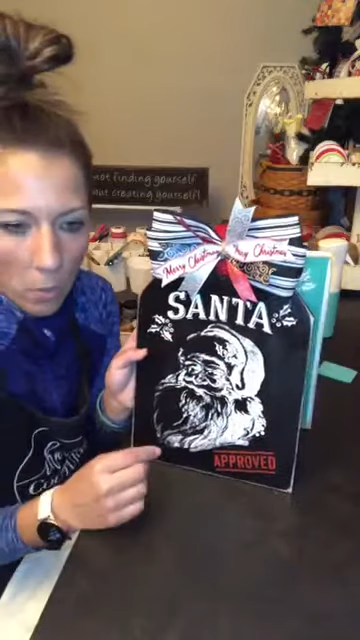 not finding yourself
out creating yourself
Merry Christmas
Merry Christmas
SANTA
APPROVED